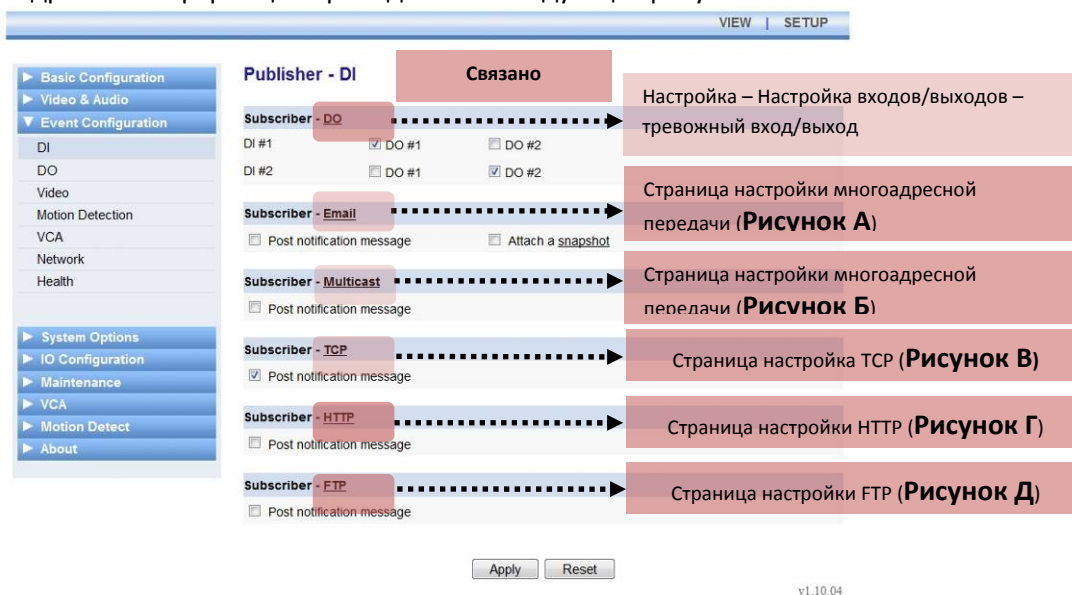 VIEW | SETUP
Basic Configuration
Video & Audio
Event Configuration
DI
DO
Video
Motion Detection
VCA
Network
Health
System Options
IO Configuration
Maintenance
VCA
Motion Detect
About
Publisher - DI
Связано
Subscriber - DO
Настройка – Настройка входов/выходов –
тревожный вход/выход
DI #1 DO #1 DO #2
DI #2 DO #1 DO #2
Subscriber - Email
Страница настройки многоадресной
передачи (Рисунок А)
Post notification message Attach a snapshot
Subscriber - Multicast
Страница настройки многоадресной
передачи (Рисунок Б)
Post notification message
Subscriber - TCP
Страница настройка TCP (Рисунок В)
Post notification message
Subscriber - HTTP
Страница настройки HTTP (Рисунок Г)
Post notification message
Subscriber - FTP
Страница настройки FTP (Рисунок Д)
Post notification message
Apply Reset
v1.10.04